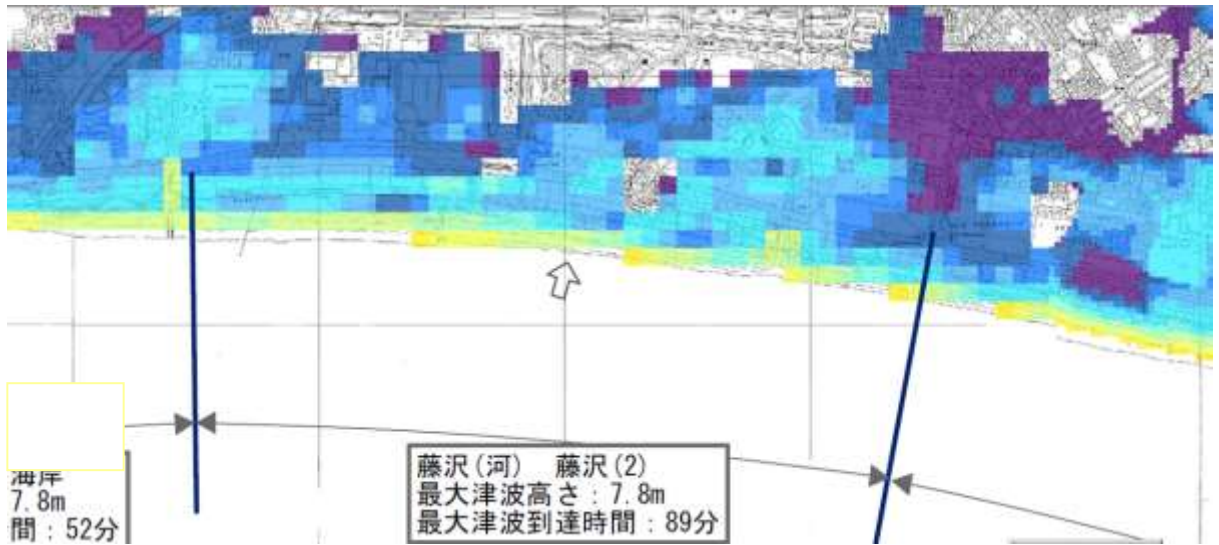 海岸
7.8m
間：52分
藤沢(河)　藤沢(2)
最大津波高さ：7.8m
最大津波到達時間：89分